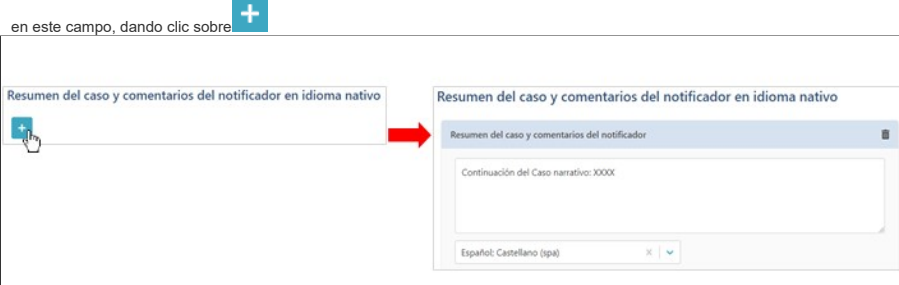 en este campo, dando clic sobre +
Resumen del caso y comentarios del notificador en idioma nativo
+
Resumen del caso y comentarios del notificador en idioma nativo
Resumen del caso y comentarios del notificador
Continuación del Caso narrativo: XXXX
Español; Castellano (spa)